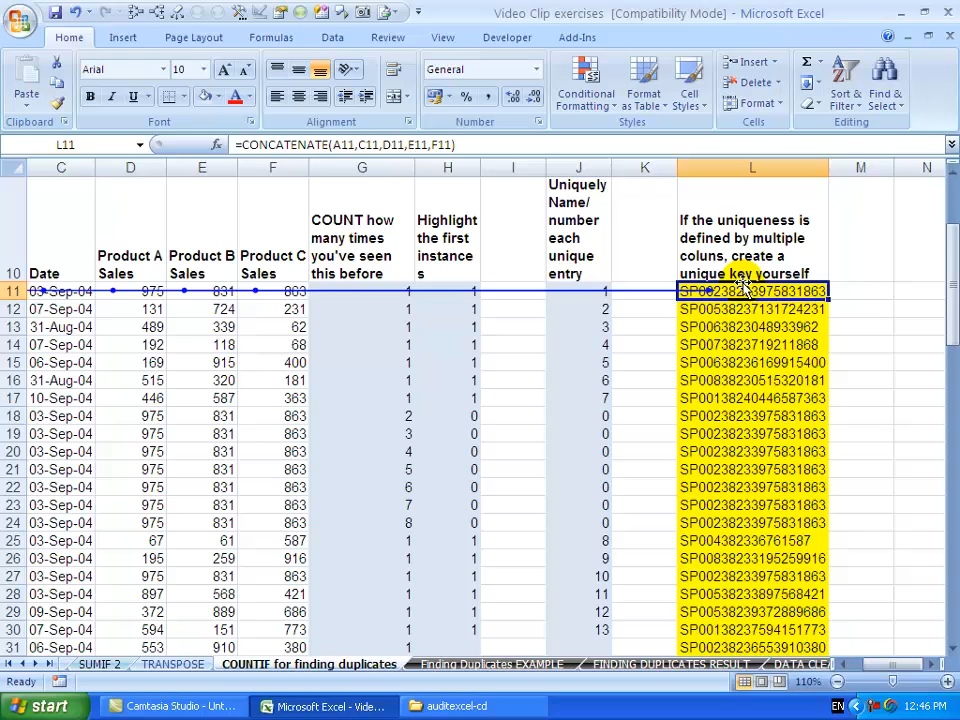 Video Clip exercises [Compatibility Mode] - Microsoft Excel
Home Insert Page Layout Formulas Data Review View Developer Add-Ins
Paste
Arial 10
General
B I U
Conditional Formatting
Format as Table
Cell Styles
Insert
Delete
Format
Sort & Filter
Find & Select
Clipboard Font Alignment Number Styles Cells Editing
L11 fx =CONCATENATE(A11,C11,D11,E11,F11)
C D E F G H I J K L M N
10 Date
Product A Sales
Product B Sales
Product C Sales
COUNT how many times you've seen this before
Highlight the first instances
Uniquely Name/ number each unique entry
If the uniqueness is defined by multiple coluns, create a unique key yourself
11 03-Sep-04 975 831 863 1 1 1 SP00238233975831863
12 07-Sep-04 131 724 231 1 1 2 SP00538237131724231
13 31-Aug-04 489 339 62 1 1 3 SP0063823048933962
14 07-Sep-04 192 118 68 1 1 4 SP0073823719211868
15 06-Sep-04 169 915 400 1 1 5 SP00638236169915400
16 31-Aug-04 515 320 181 1 1 6 SP00838230515320181
17 10-Sep-04 446 587 363 1 1 7 SP00138240446587363
18 03-Sep-04 975 831 863 2 0 0 SP00238233975831863
19 03-Sep-04 975 831 863 3 0 0 SP00238233975831863
20 03-Sep-04 975 831 863 4 0 0 SP00238233975831863
21 03-Sep-04 975 831 863 5 0 0 SP00238233975831863
22 03-Sep-04 975 831 863 6 0 0 SP00238233975831863
23 03-Sep-04 975 831 863 7 0 0 SP00238233975831863
24 03-Sep-04 975 831 863 8 0 0 SP00238233975831863
25 03-Sep-04 67 61 587 1 1 8 SP004382336761587
26 03-Sep-04 195 259 916 1 1 9 SP00838233195259916
27 03-Sep-04 975 831 863 1 1 10 SP00238233975831863
28 03-Sep-04 897 568 421 1 1 11 SP00538233897568421
29 09-Sep-04 372 889 686 1 1 12 SP00538239372889686
30 07-Sep-04 594 151 773 1 1 13 SP00138237594151773
31 06-Sep-04 553 910 380 1 SP00238236553910380
SUMIF 2 TRANSPOSE COUNTIF for finding duplicates Finding Duplicates EXAMPLE FINDING DUPLICATES RESULT DATA CLEA
Ready 110%
start Camtasia Studio - Unt... Microsoft Excel - Vide... auditexcel-cd EN 12:46 PM